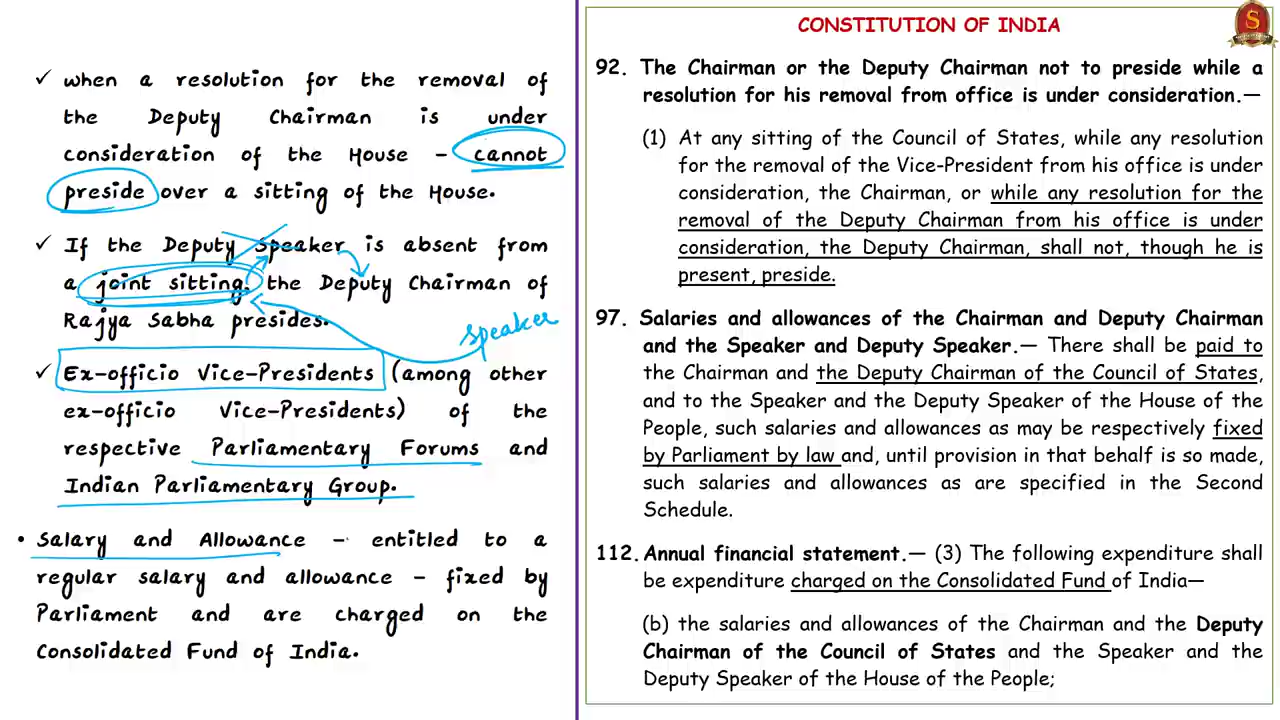 ✓ when a resolution for the removal of
the Deputy Chairman is under
consideration of the House - cannot
preside over a sitting of the House.
✓ If the Deputy Speaker is absent from
a joint sitting, the Deputy Chairman of
Rajya Sabha presides.
speaker
✓ Ex-officio Vice-Presidents (among other
ex-officio Vice-Presidents) of the
respective Parliamentary Forums and
Indian Parliamentary Group.
• Salary and Allowance - entitled to a
regular salary and allowance - fixed by
Parliament and are charged on the
Consolidated Fund of India.
CONSTITUTION OF INDIA
S
92. The Chairman or the Deputy Chairman not to preside while a
resolution for his removal from office is under consideration.—
(1) At any sitting of the Council of States, while any resolution
for the removal of the Vice-President from his office is under
consideration, the Chairman, or while any resolution for the
removal of the Deputy Chairman from his office is under
consideration, the Deputy Chairman, shall not, though he is
present, preside.
97. Salaries and allowances of the Chairman and Deputy Chairman
and the Speaker and Deputy Speaker.— There shall be paid to
the Chairman and the Deputy Chairman of the Council of States,
and to the Speaker and the Deputy Speaker of the House of the
People, such salaries and allowances as may be respectively fixed
by Parliament by law and, until provision in that behalf is so made,
such salaries and allowances as are specified in the Second
Schedule.
112. Annual financial statement.— (3) The following expenditure shall
be expenditure charged on the Consolidated Fund of India—
(b) the salaries and allowances of the Chairman and the Deputy
Chairman of the Council of States and the Speaker and the
Deputy Speaker of the House of the People;